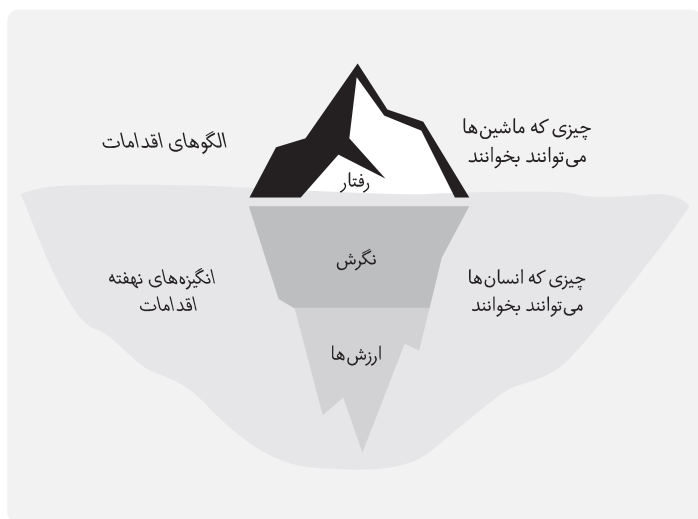 چیزی که ماشین‌ها
می‌توانند بخوانند
الگوهای اقدامات
رفتار
چیزی که انسان‌ها
می‌توانند بخوانند
نگرش
انگیزه‌های نهفته
اقدامات
ارزش‌ها